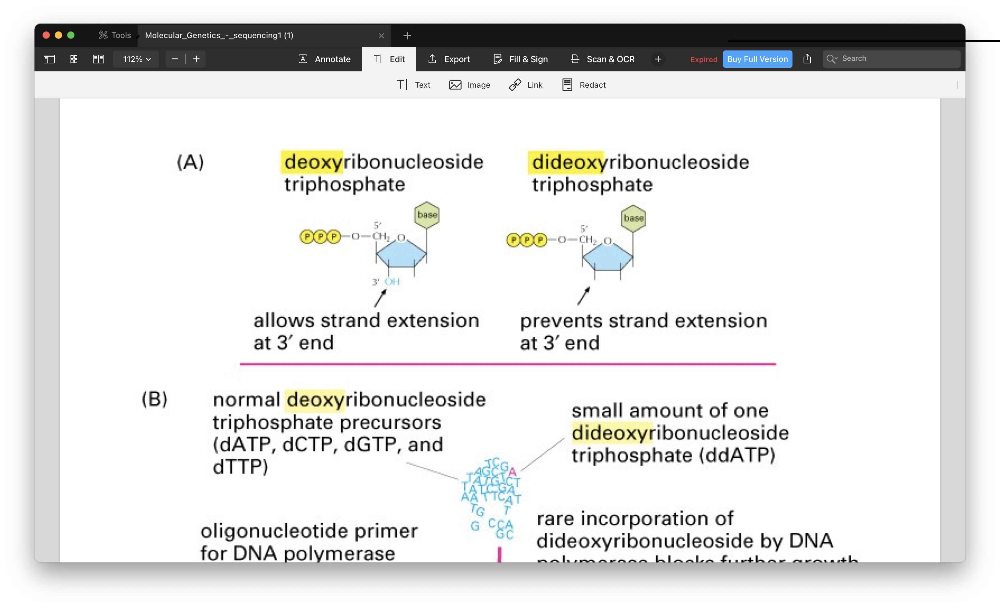 Tools
Molecular_Genetics_-_sequencing1 (1)
112%
Annotate
Edit
Export
Fill & Sign
Scan & OCR
Expired
Buy Full Version
Search
Text
Image
Link
Redact
(A)
deoxyribonucleoside
triphosphate
dideoxyribonucleoside
triphosphate
base
5'
P P P O CH₂ O
3' OH
base
5'
P P P O CH₂ O
allows strand extension
at 3' end
prevents strand extension
at 3' end
(B)
normal deoxyribonucleoside
triphosphate precursors
(dATP, dCTP, dGTP, and
dTTP)
small amount of one
dideoxyribonucleoside
triphosphate (ddATP)
oligonucleotide primer
for DNA polymerase
rare incorporation of
dideoxyribonucleoside by DNA
polymerase blocks further growth